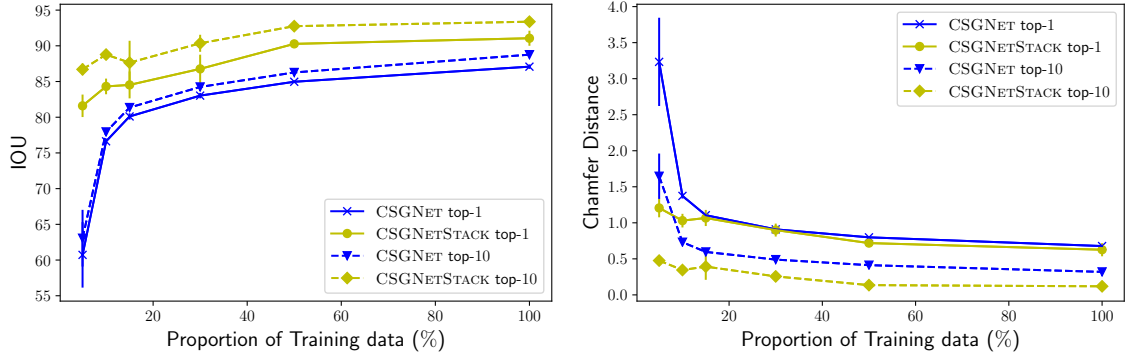 95
90
85
80
75
70
65
60
55
IOU
20
40
60
80
100
Proportion of Training data (%)
CSGNET top-1
CSGNETSTACK top-1
CSGNET top-10
CSGNETSTACK top-10
4.0
3.5
3.0
2.5
2.0
1.5
1.0
0.5
0.0
Chamfer Distance
20
40
60
80
100
Proportion of Training data (%)
CSGNET top-1
CSGNETSTACK top-1
CSGNET top-10
CSGNETSTACK top-10